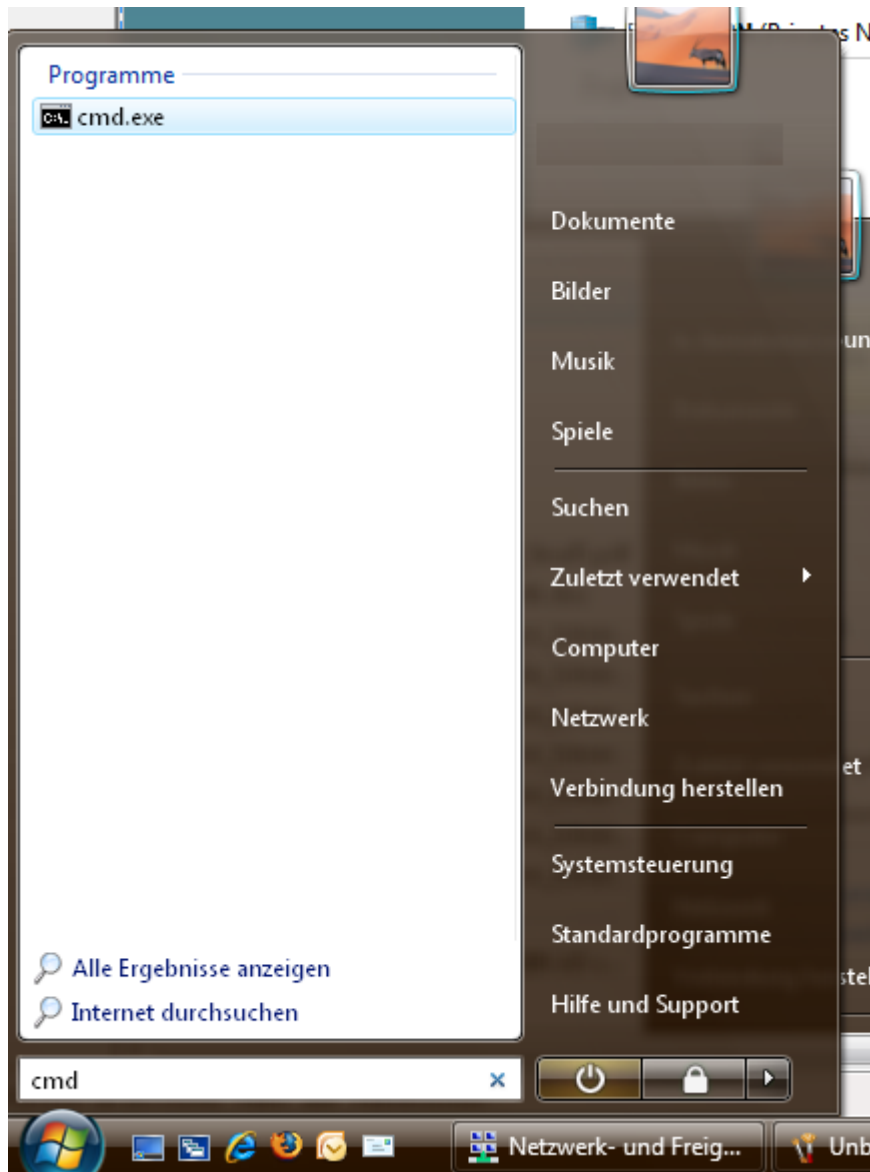 Programme
cmd.exe
Alle Ergebnisse anzeigen
Internet durchsuchen
cmd
Dokumente
Bilder
Musik
Spiele
Suchen
Zuletzt verwendet
Computer
Netzwerk
Verbindung herstellen
Systemsteuerung
Standardprogramme
Hilfe und Support
Netzwerk- und Freig...